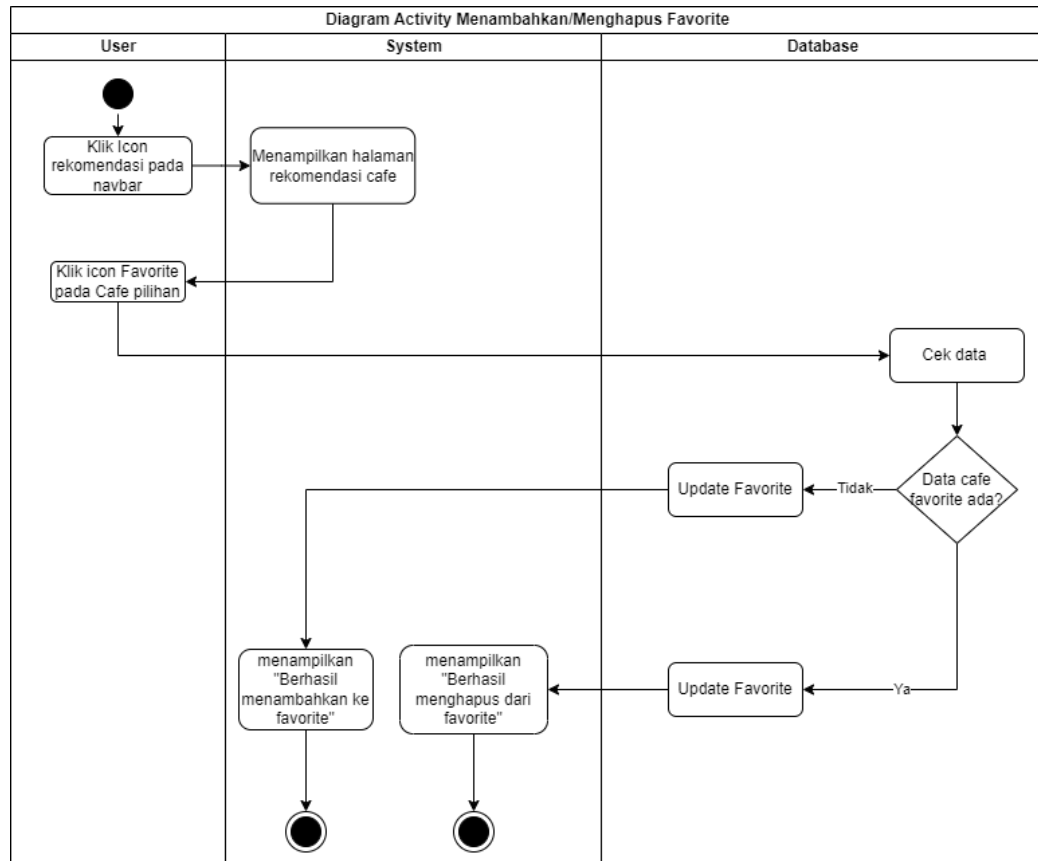 Diagram Activity Menambahkan/Menghapus Favorite
User
System
Database
Klik Icon
rekomendasi pada
navbar
Menampilkan halaman
rekomendasi cafe
Klik icon Favorite
pada Cafe pilihan
Cek data
Data cafe
favorite ada?
Tidak
Update Favorite
menampilkan
"Berhasil
menambahkan ke
favorite"
menampilkan
"Berhasil
menghapus dari
favorite"
Update Favorite
Ya